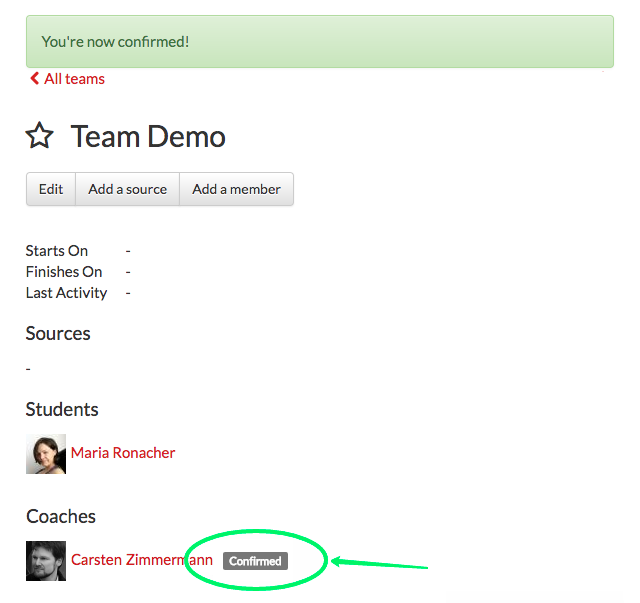 You're now confirmed!
All teams
Team Demo
Edit Add a source Add a member
Starts On -
Finishes On -
Last Activity -
Sources
-
Students
Maria Ronacher
Coaches
Carsten Zimmermann Confirmed